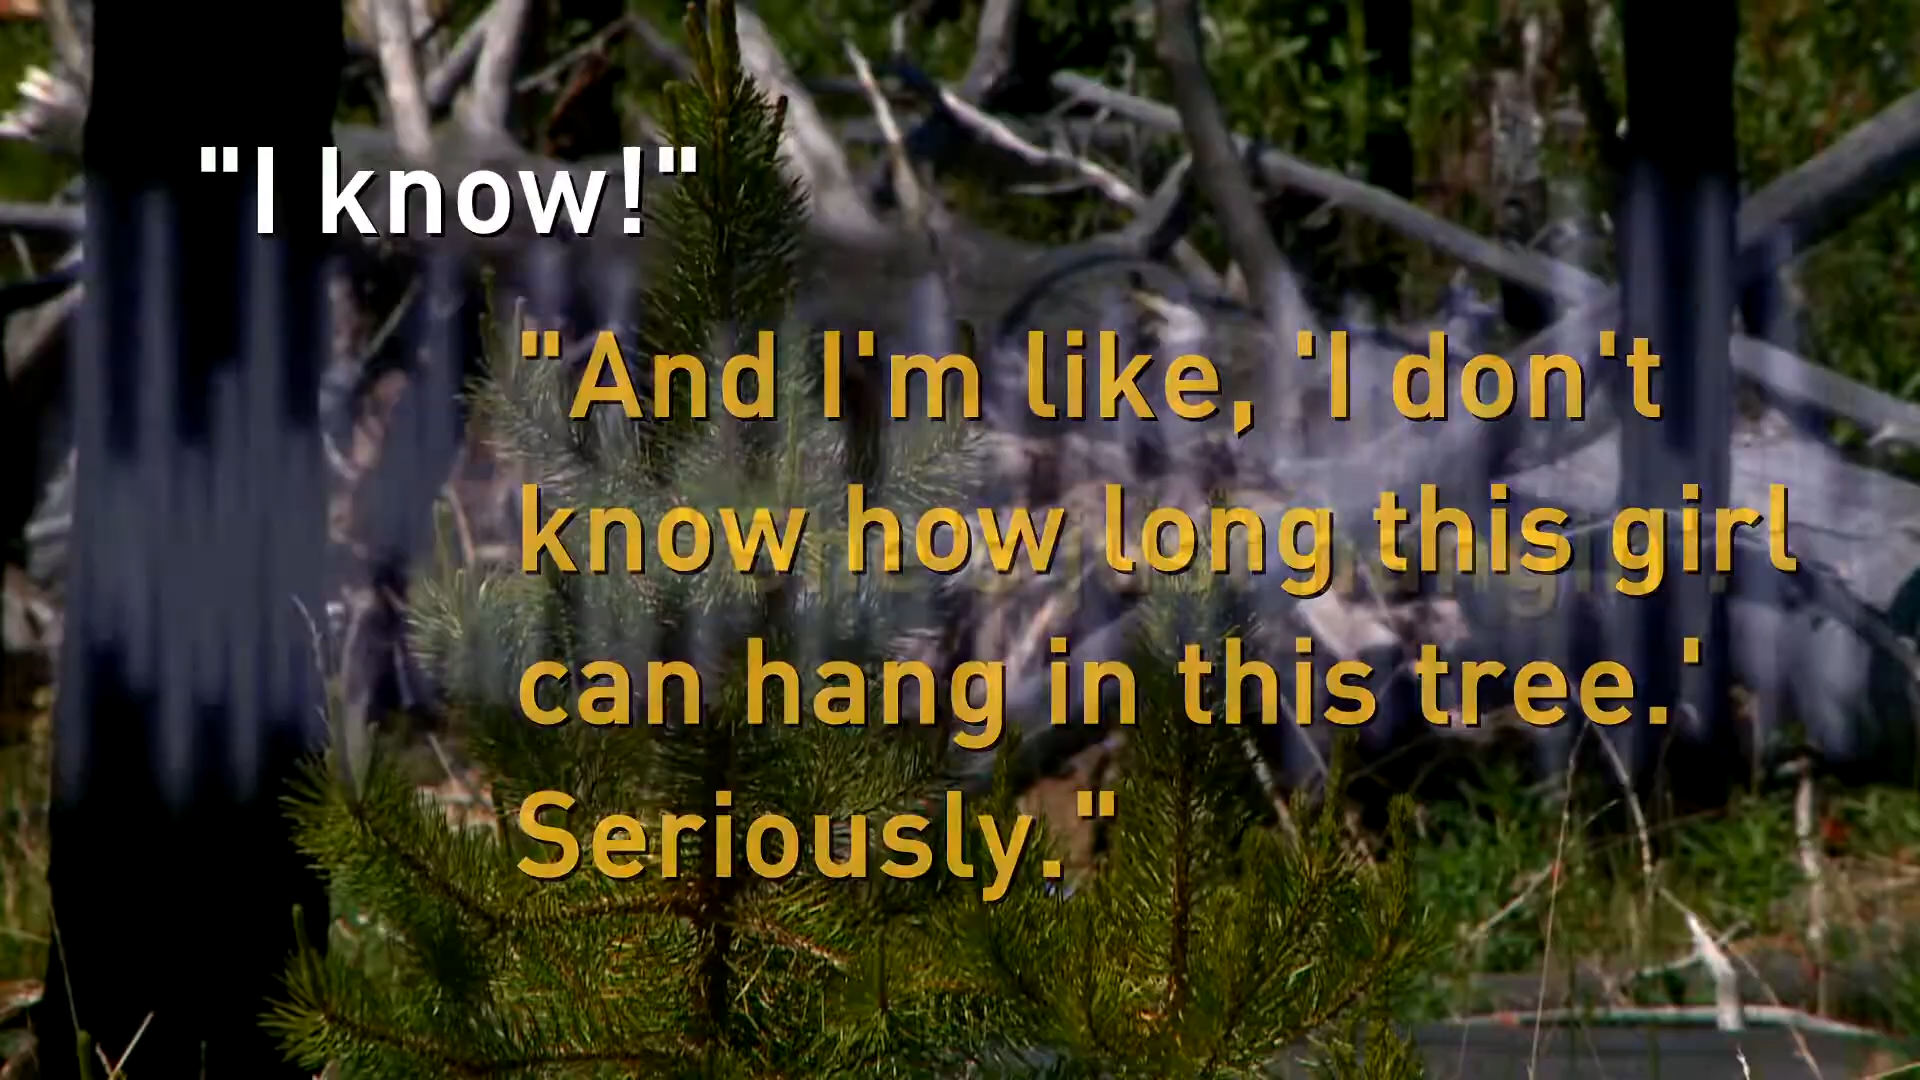 "I know!"
"And I'm like, 'I don't
know how long this girl
can hang in this tree.'
Seriously."